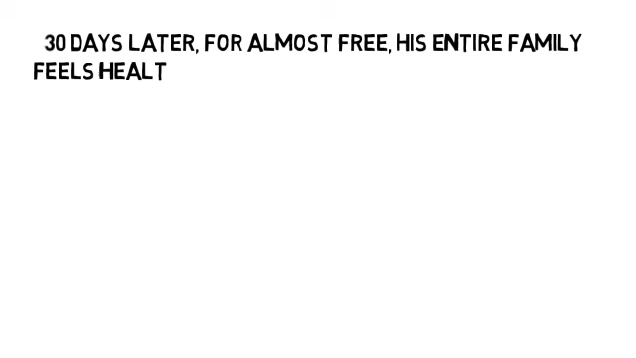 30 DAYS LATER, FOR ALMOST FREE, HIS ENTIRE FAMILY
FEELS HEALT